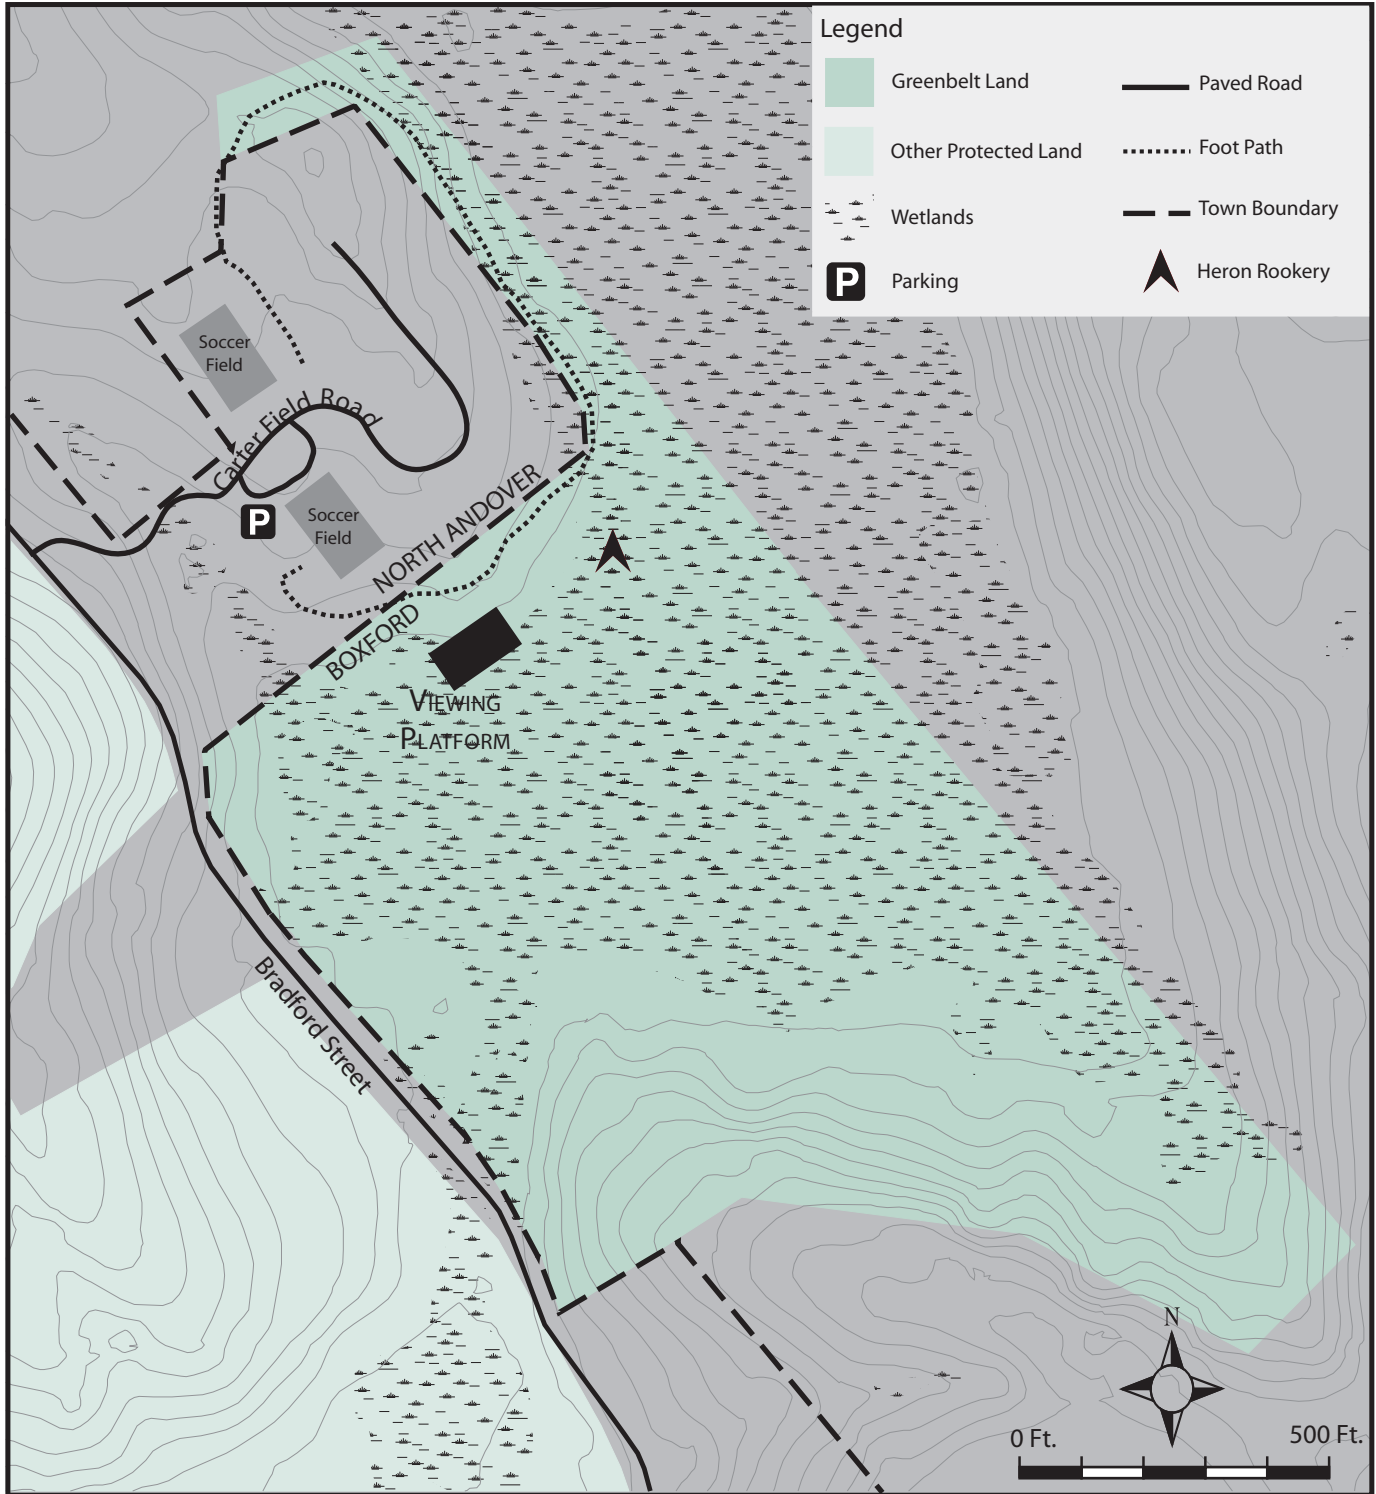 Legend
Greenbelt Land
Paved Road
Other Protected Land
Foot Path
Wetlands
Town Boundary
P
Parking
Heron Rookery
Soccer
Field
Carter Field Road
P
Soccer
Field
NORTH ANDOVER
BOXFORD
VIEWING
PLATFORM
Bradford Street
N
0 Ft.
500 Ft.